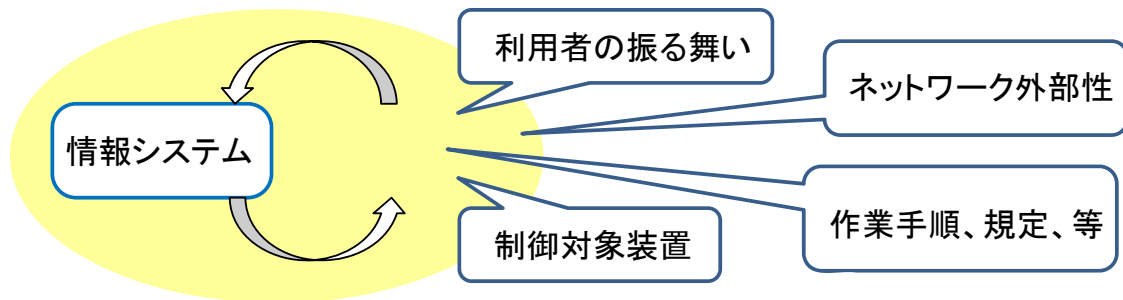 利用者の振る舞い
ネットワーク外部性
情報システム
作業手順、規定、等
制御対象装置